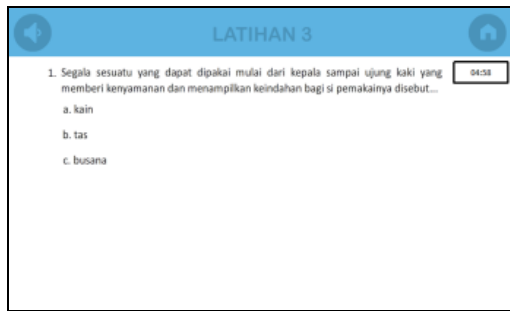 LATIHAN 3
1. Segala sesuatu yang dapat dipakai mulai dari kepala sampai ujung kaki yang
memberi kenyamanan dan menampilkan keindahan bagi si pemakainya disebut...
04:58
a. kain
b. tas
c. busana